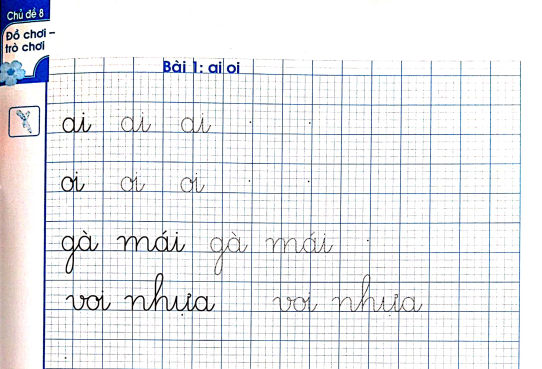 Chủ đề 8
Đồ chơi –
trò chơi
Bài 1: ai oi
ai ai ai
oi oi oi
gà mái gà mái
voi nhựa voi nhựa